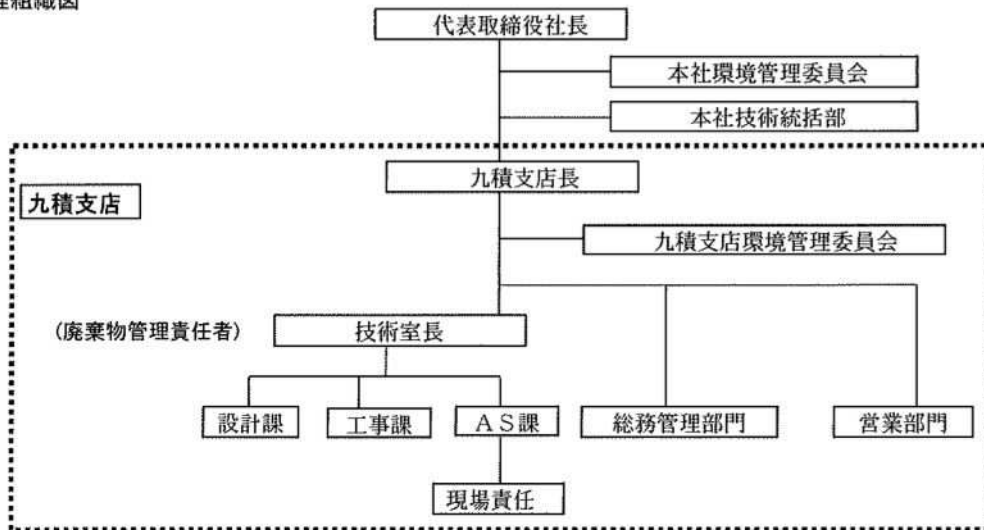 組織図
代表取締役社長
本社環境管理委員会
本社技術統括部
九積支店長
九積支店
九積支店環境管理委員会
(廃棄物管理責任者)
技術室長
設計課
工事課
AS課
総務管理部門
営業部門
現場責任